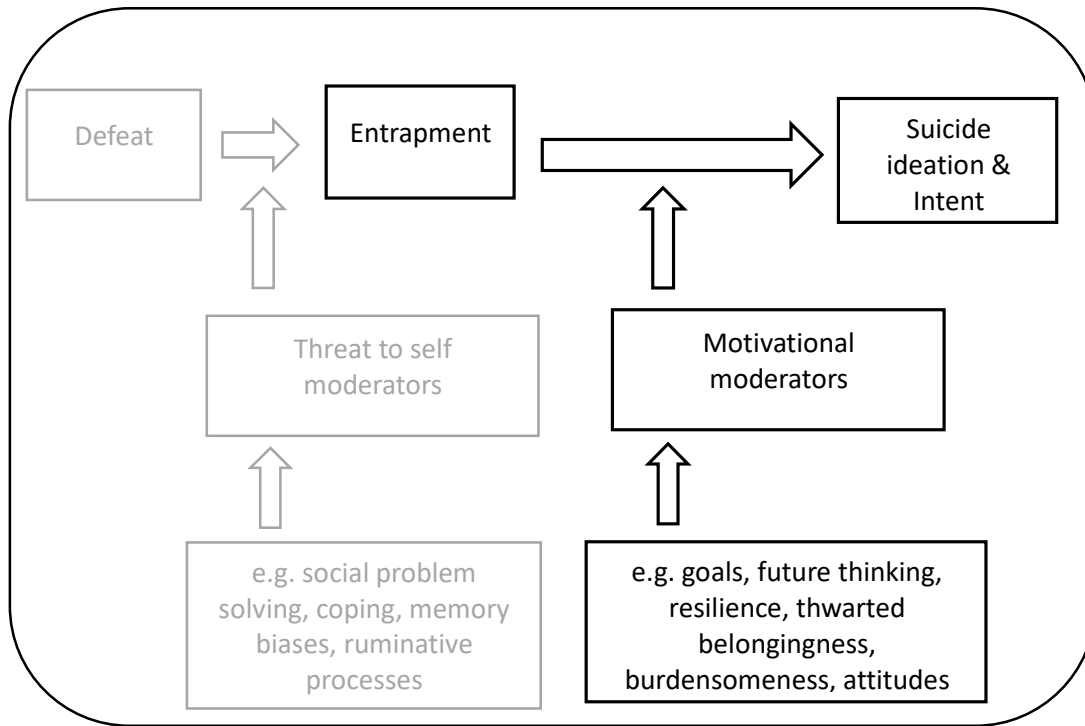 Defeat
Entrapment
Suicide
ideation &
Intent
Threat to self
moderators
Motivational
moderators
e.g. social problem
solving, coping, memory
biases, ruminative
processes
e.g. goals, future thinking,
resilience, thwarted
belongingness,
burdensomeness, attitudes